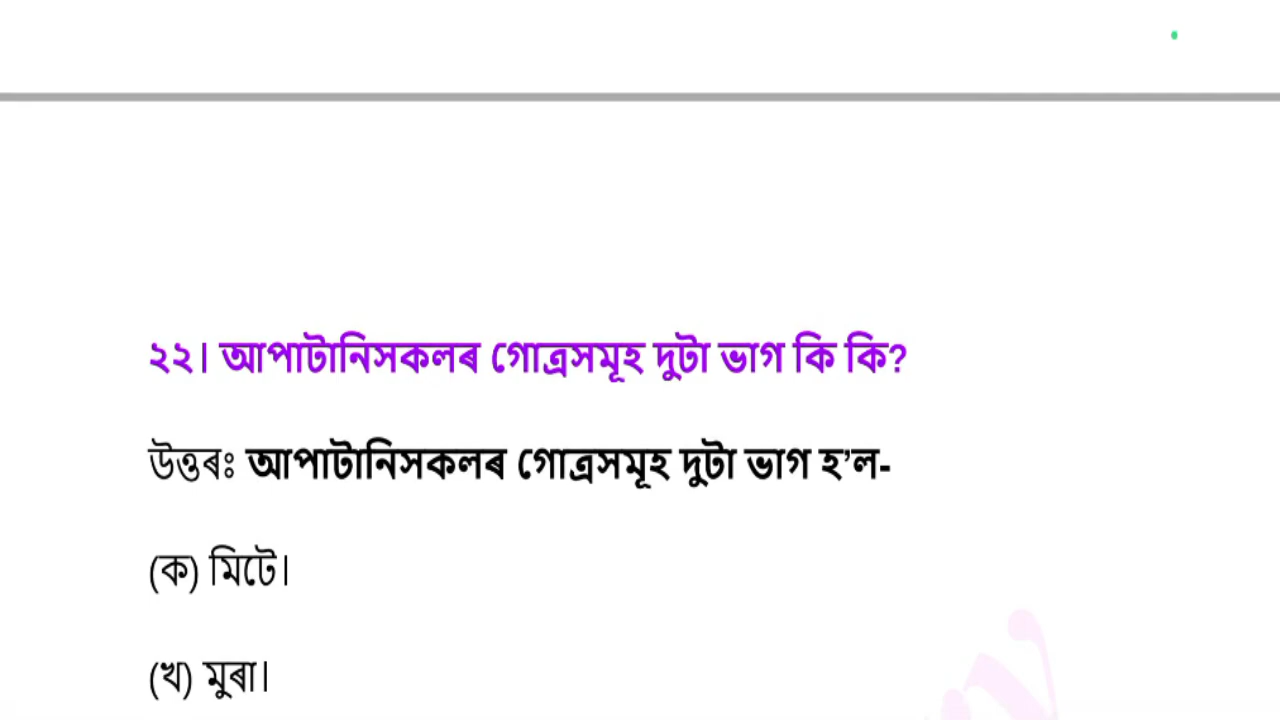 ২২। আপাটানিসকলৰ গোত্ৰসমূহ দুটা ভাগ কি কি?
উত্তৰঃ আপাটানিসকলৰ গোত্ৰসমূহ দুটা ভাগ হ’ল-
(ক) মিটে।
(খ) মুৰা।